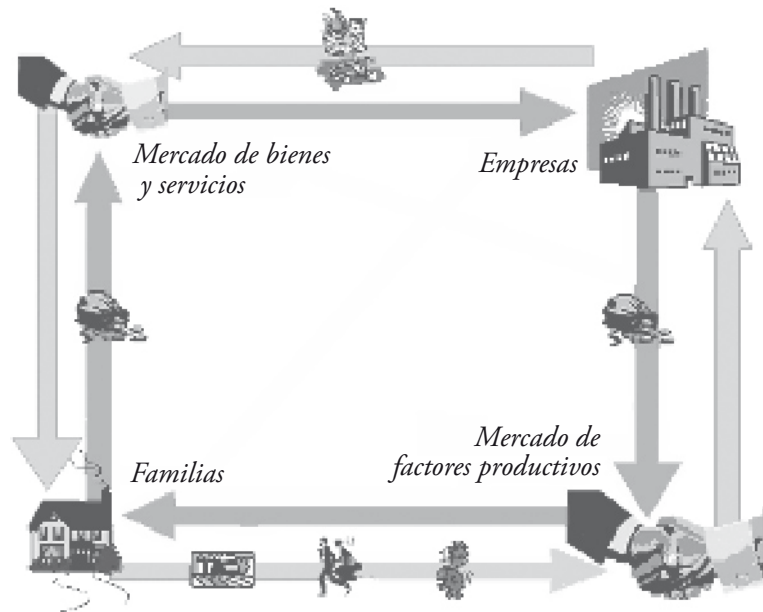 Mercado de bienes
y servicios
Empresas
Mercado de
factores productivos
Familias